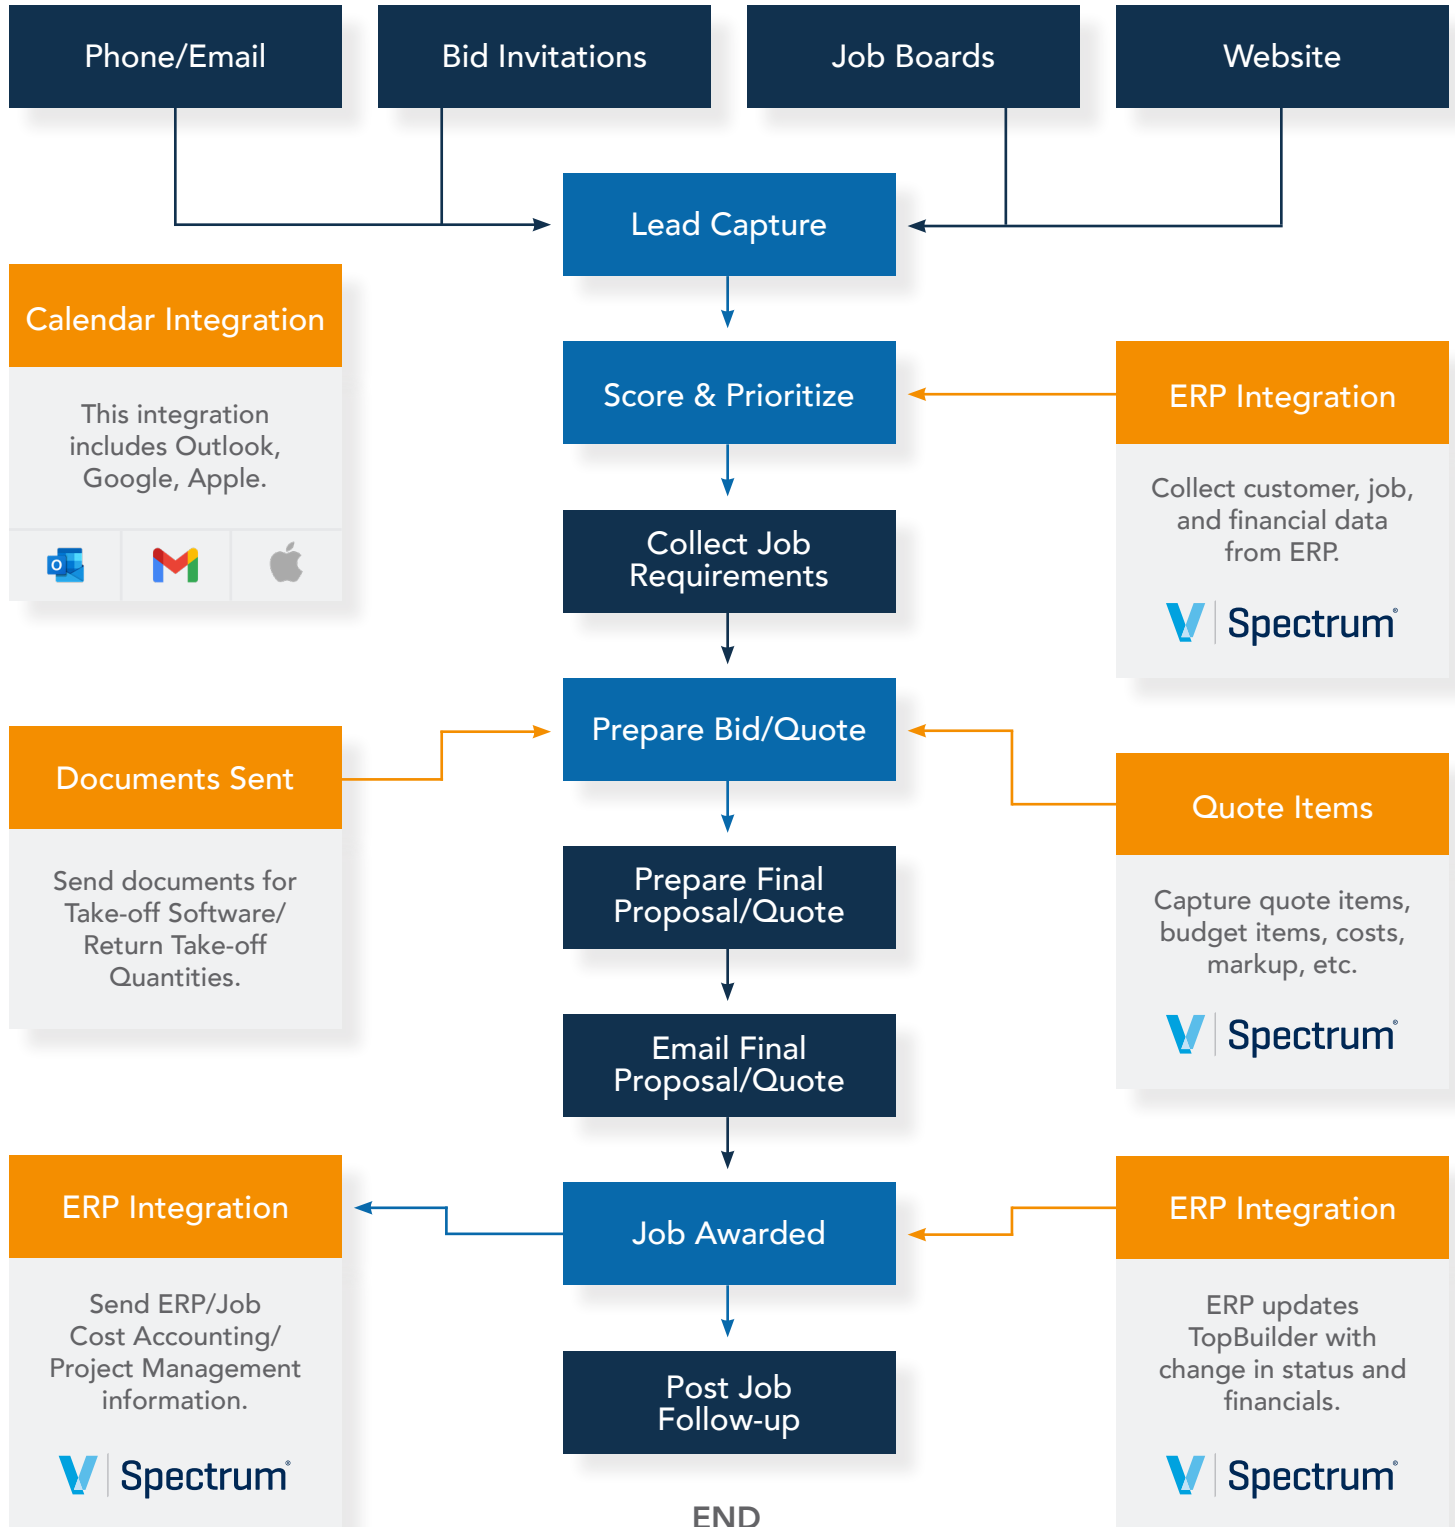 Phone/Email
Bid Invitations
Job Boards
Website
Lead Capture
Calendar Integration
This integration
includes Outlook,
Google, Apple.
Score & Prioritize
ERP Integration
Collect customer, job,
and financial data
from ERP.
Spectrum®
Collect Job
Requirements
Prepare Bid/Quote
Documents Sent
Send documents for
Take-off Software/
Return Take-off
Quantities.
Quote Items
Capture quote items,
budget items, costs,
markup, etc.
Spectrum®
Prepare Final
Proposal/Quote
Email Final
Proposal/Quote
ERP Integration
Send ERP/Job
Cost Accounting/
Project Management
information.
Spectrum®
Job Awarded
ERP Integration
ERP updates
TopBuilder with
change in status and
financials.
Spectrum®
Post Job
Follow-up
END